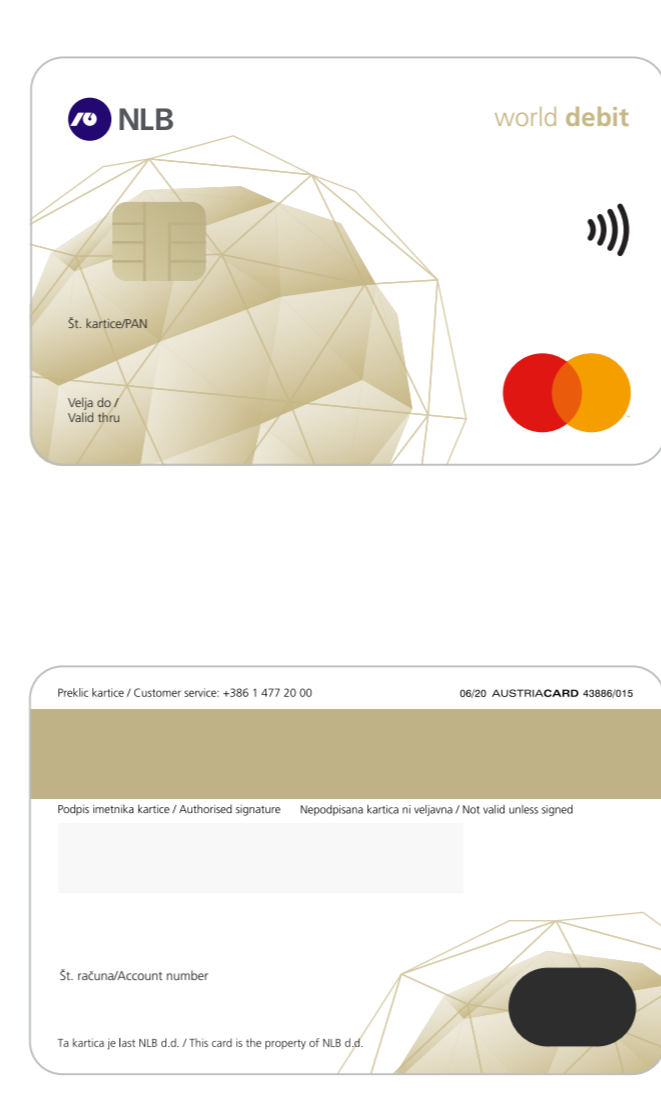 NLB
world debit
Št. kartice/PAN
Velja do /
Valid thru
Preklic kartice / Customer service: +386 1 477 20 00
06/20 AUSTRIACARD 43886/015
Podpis imetnika kartice / Authorised signature
Nepodpisana kartica ni veljavna / Not valid unless signed
Št. računa/Account number
Ta kartica je last NLB d.d. / This card is the property of NLB d.d.